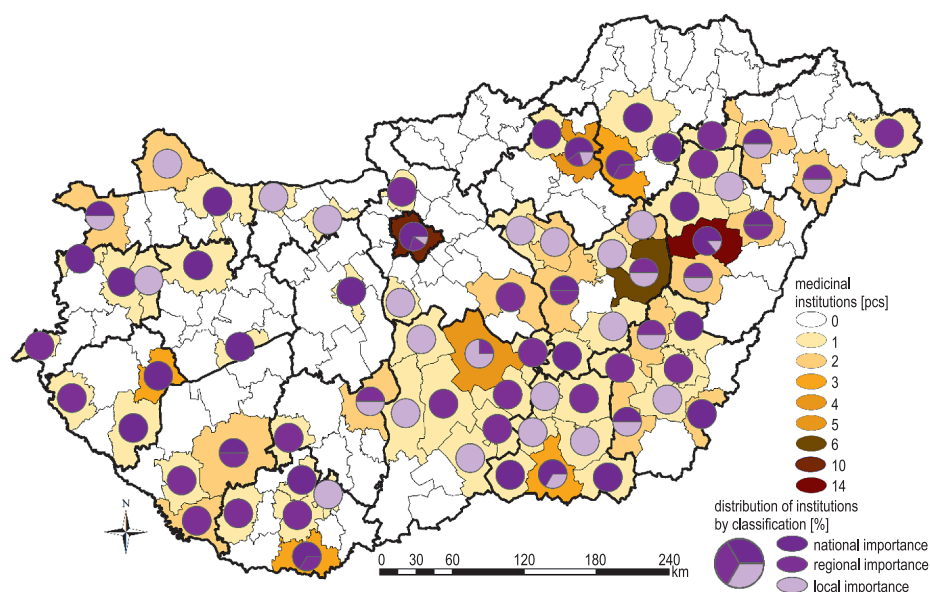 medicinal
institutions [pcs]
0
1
2
3
4
5
6
10
14
distribution of institutions
by classification [%]
national importance
regional importance
local importance
N
0 30 60 120 180 240
km